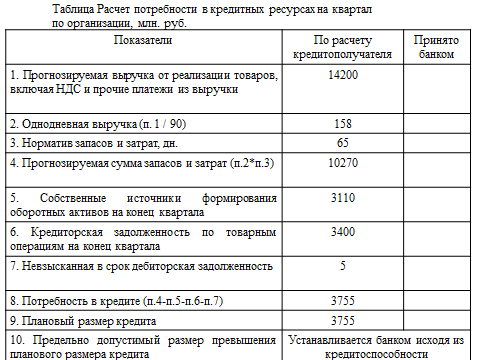 Таблица Расчет потребности в кредитных ресурсах на квартал
по организации, млн. руб.
Показатели
По расчету
кредитополучателя
Принято
банком
1. Прогнозируемая выручка от реализации товаров,
включая НДС и прочие платежи из выручки
14200
2. Однодневная выручка (п. 1 / 90)
158
3. Норматив запасов и затрат, дн.
65
4. Прогнозируемая сумма запасов и затрат (п.2*п.3)
10270
5. Собственные источники формирования
оборотных активов на конец квартала
3110
6. Кредиторская задолженность по товарным
операциям на конец квартала
3400
7. Невзысканная в срок дебиторская задолженность
5
8. Потребность в кредите (п.4-п.5-п.6-п.7)
3755
9. Плановый размер кредита
3755
10. Предельно допустимый размер превышения
планового размера кредита
Устанавливается банком исходя из
кредитоспособности